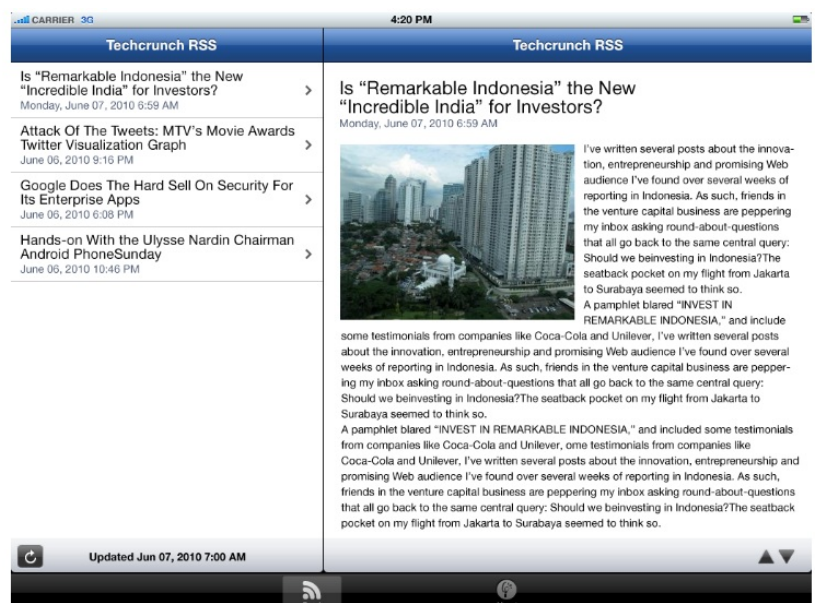 CARRIER 3G
4:20 PM
Techcrunch RSS
Techcrunch RSS
Is “Remarkable Indonesia” the New
“Incredible India” for Investors?
Monday, June 07, 2010 6:59 AM
Attack Of The Tweets: MTV’s Movie Awards
Twitter Visualization Graph
June 06, 2010 9:16 PM
Google Does The Hard Sell On Security For
Its Enterprise Apps
June 06, 2010 6:08 PM
Hands-on With the Ulysse Nardin Chairman
Android PhoneSunday
June 06, 2010 10:46 PM
Updated Jun 07, 2010 7:00 AM
Is “Remarkable Indonesia” the New
“Incredible India” for Investors?
Monday, June 07, 2010 6:59 AM
I’ve written several posts about the innova-
tion, entrepreneurship and promising Web
audience I’ve found over several weeks of
reporting in Indonesia. As such, friends in
the venture capital business are peppering
my inbox asking round-about-questions
that all go back to the same central query:
Should we beinvesting in Indonesia?The
seatback pocket on my flight from Jakarta
to Surabaya seemed to think so.
A pamphlet blared “INVEST IN
REMARKABLE INDONESIA,” and include
some testimonials from companies like Coca-Cola and Unilever, I’ve written several posts
about the innovation, entrepreneurship and promising Web audience I’ve found over several
weeks of reporting in Indonesia. As such, friends in the venture capital business are pepper-
ing my inbox asking round-about-questions that all go back to the same central query:
Should we beinvesting in Indonesia?The seatback pocket on my flight from Jakarta to
Surabaya seemed to think so.
A pamphlet blared “INVEST IN REMARKABLE INDONESIA,” and included some testimonials
from companies like Coca-Cola and Unilever, ome testimonials from companies like
Coca-Cola and Unilever, I’ve written several posts about the innovation, entrepreneurship and
promising Web audience I’ve found over several weeks of reporting in Indonesia. As such,
friends in the venture capital business are peppering my inbox asking round-about-questions
that all go back to the same central query: Should we beinvesting in Indonesia?The seatback
pocket on my flight from Jakarta to Surabaya seemed to think so.